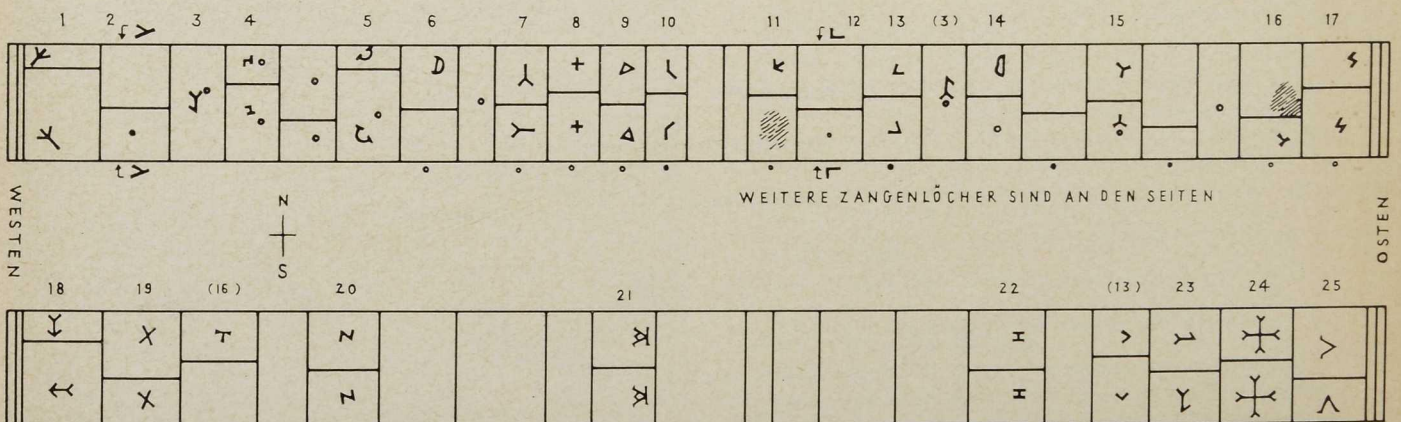 1 2 3 4 5 6 7 8 9 10 11 12 13 (3) 14 15 16 17
WEITERE ZANGENLÖCHER SIND AN DEN SEITEN
WESTEN
N
S
OSTEN
18 19 (16) 20 21 22 (13) 23 24 25